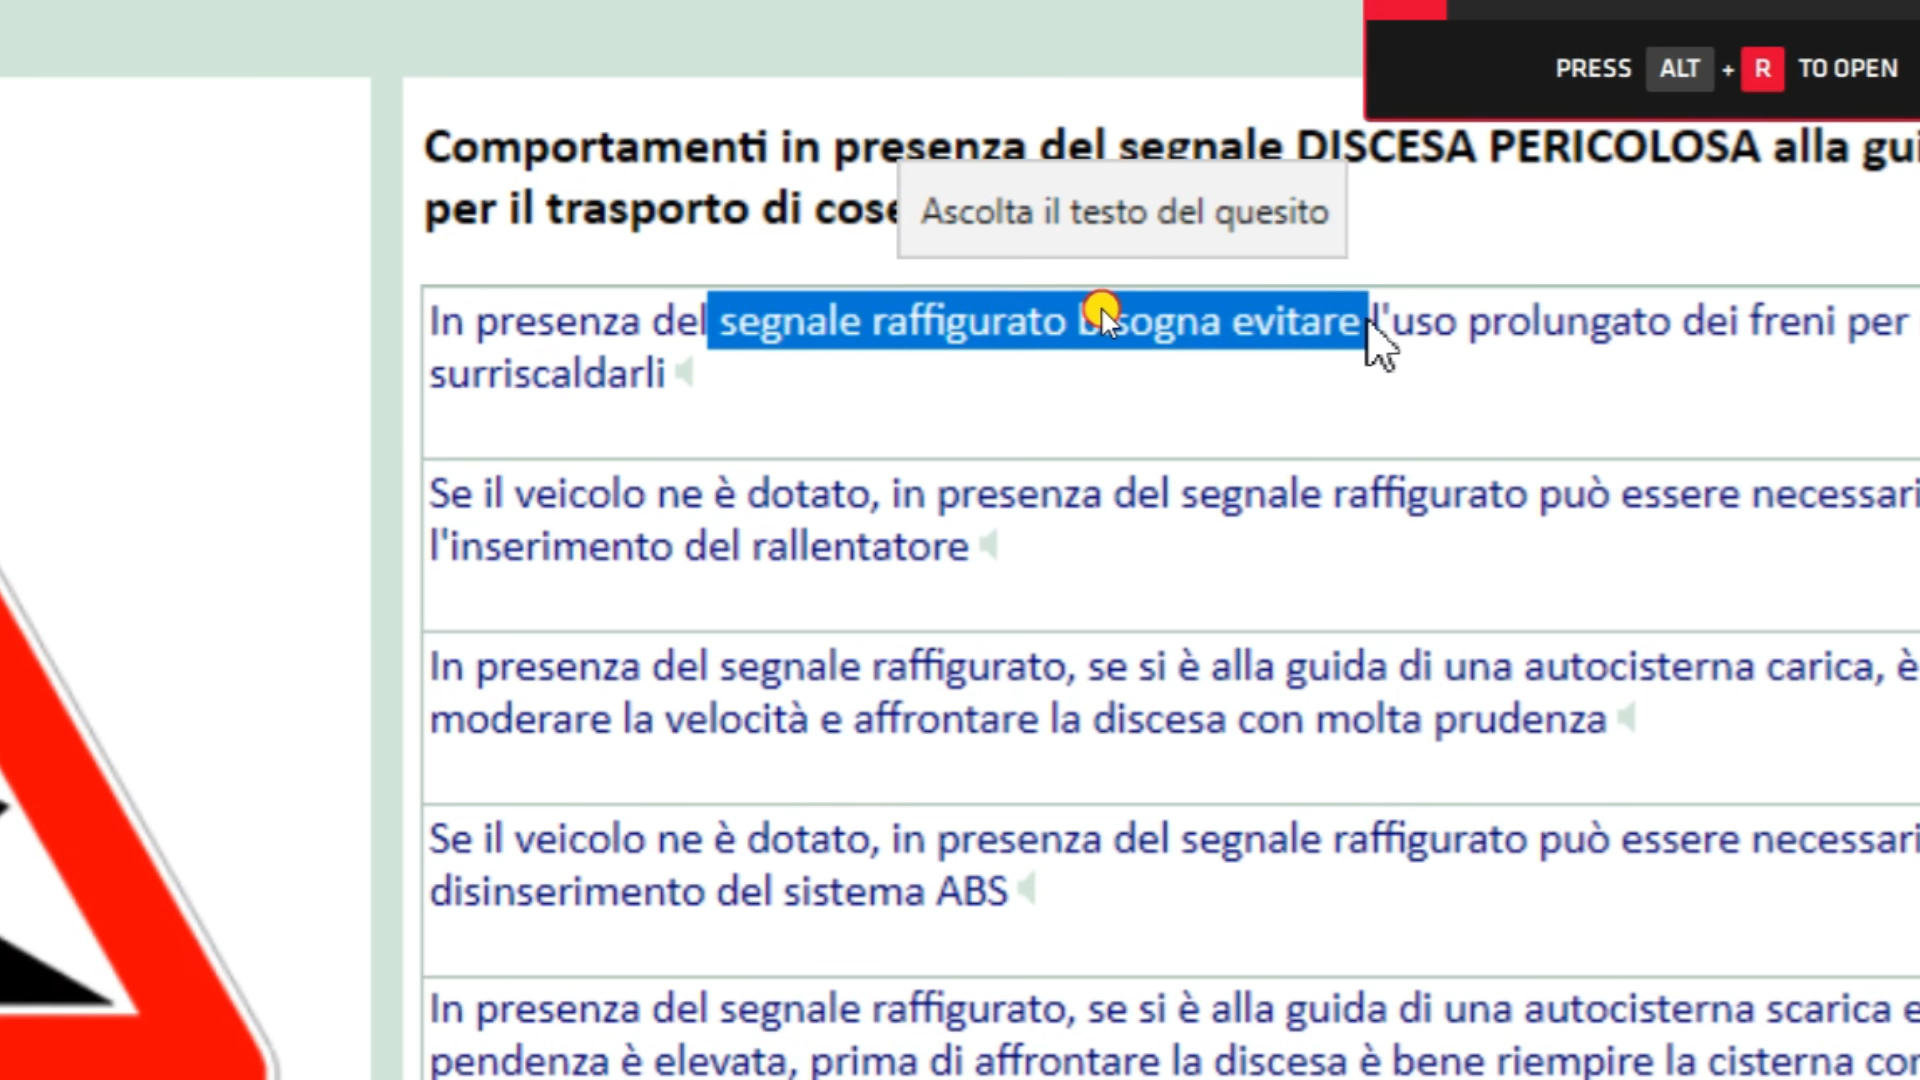 PRESS ALT + R TO OPEN
Comportamenti in presenza del segnale DISCESA PERICOLOSA alla
per il trasporto di cose
Ascolta il testo del quesito
In presenza del segnale raffigurato bisogna evitare l'uso prolungato dei freni per
surriscaldarli
Se il veicolo ne è dotato, in presenza del segnale raffigurato può essere
l'inserimento del rallentatore
In presenza del segnale raffigurato, se si è alla guida di una autocisterna carica, è
moderare la velocità e affrontare la discesa con molta prudenza
Se il veicolo ne è dotato, in presenza del segnale raffigurato può essere
disinserimento del sistema ABS
In presenza del segnale raffigurato, se si è alla guida di una autocisterna scarica e
pendenza è elevata, prima di affrontare la discesa è bene riempire la cisterna